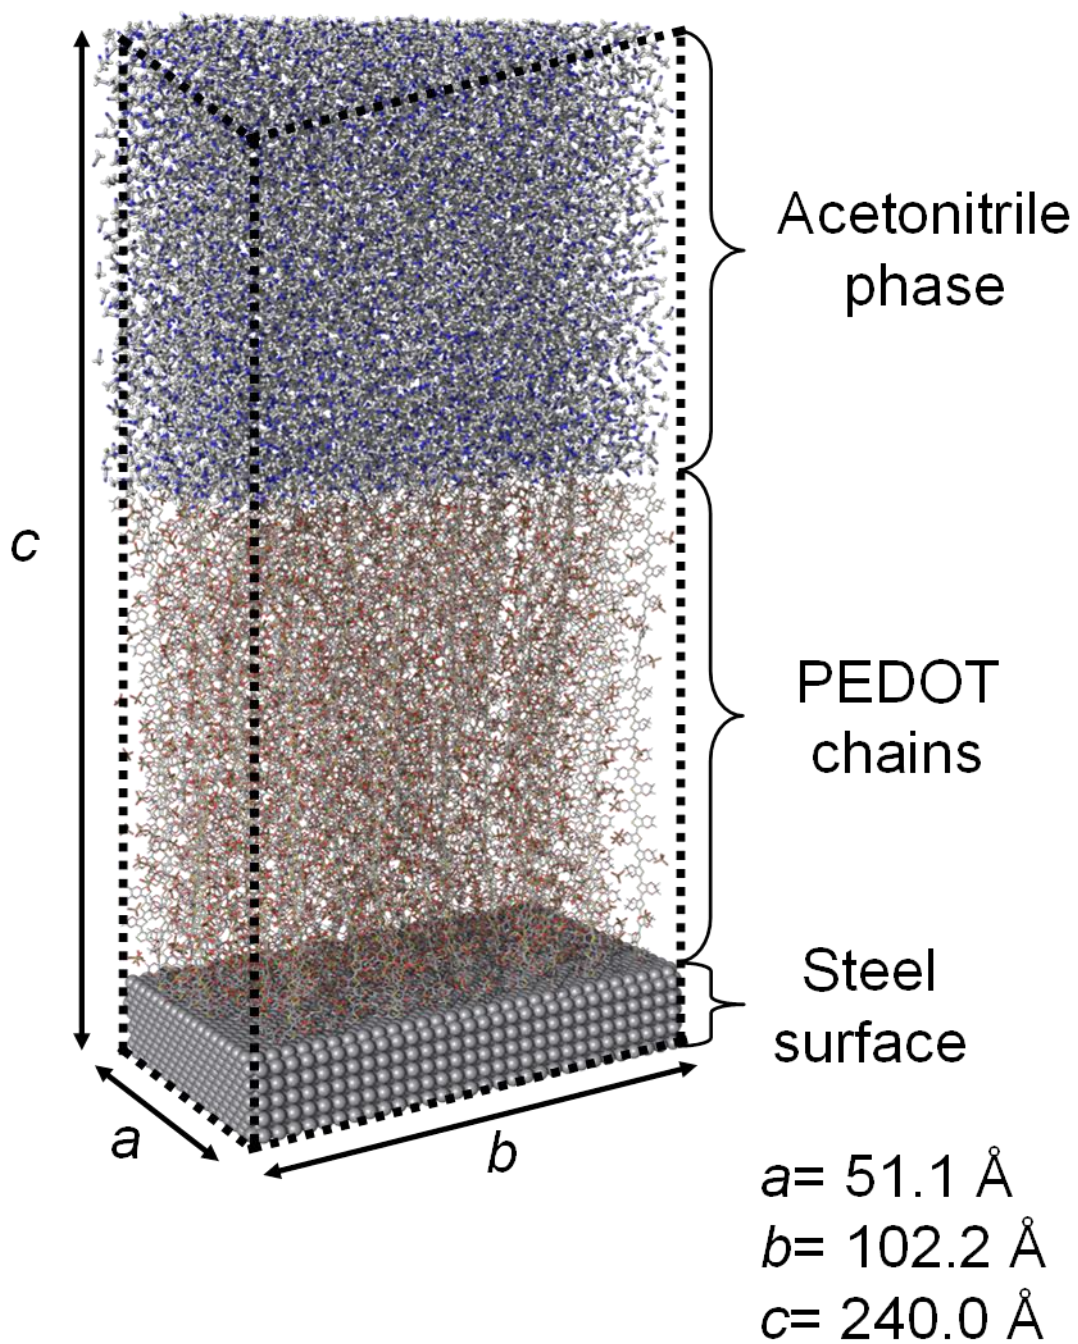 Acetonitrile
phase
c
PEDOT
chains
Steel
surface
a
b
a= 51.1 Å
b= 102.2 Å
c= 240.0 Å